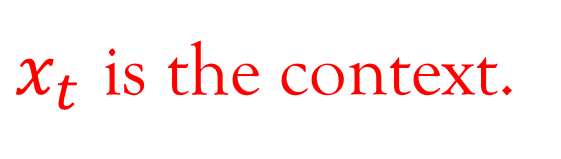 $x_t$ is the context.